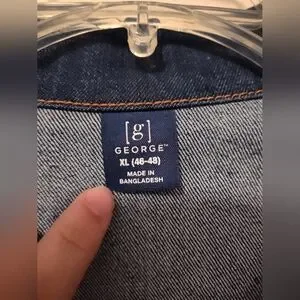 [g]
GEORGE™
XL (46-48)
MADE IN
BANGLADESH